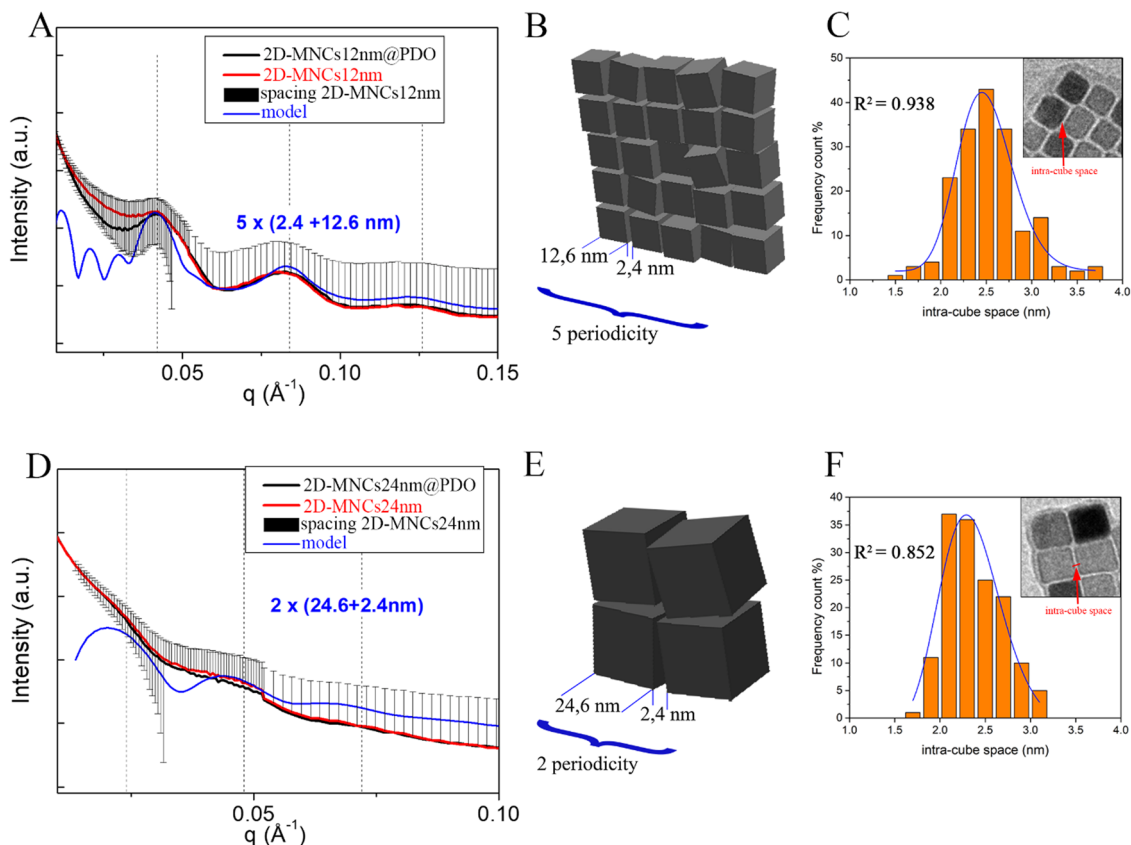 A
Intensity (a.u.)
2D-MNCs12nm@PDO
2D-MNCs12nm
spacing 2D-MNCs12nm
model
5 x (2.4 +12.6 nm)
0.05
0.10
0.15
q (Å⁻¹)
B
12,6 nm
2,4 nm
5 periodicity
C
R² = 0.938
Frequency count %
50
40
30
20
10
0
intra-cube space
1.0
1.5
2.0
2.5
3.0
3.5
4.0
intra-cube space (nm)
D
Intensity (a.u.)
2D-MNCs24nm@PDO
2D-MNCs24nm
spacing 2D-MNCs24nm
model
2 x (24.6+2.4nm)
0.05
0.10
q (Å⁻¹)
E
24,6 nm
2,4 nm
2 periodicity
F
R² = 0.852
Frequency count %)
40
35
30
25
20
15
10
5
0
intra-cube space
1.0
1.5
2.0
2.5
3.0
3.5
4.0
intra-cube space (nm)